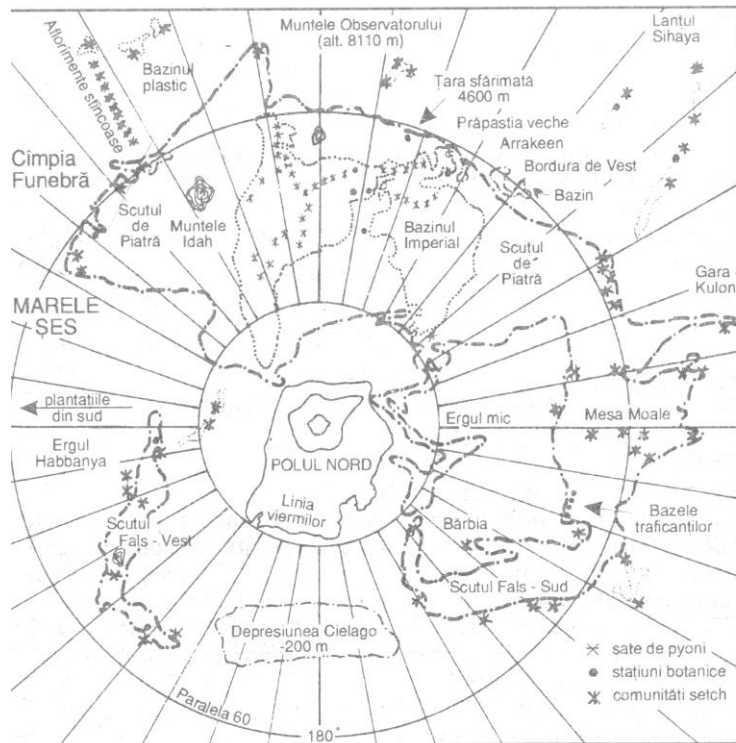 Muntele Observatorului
(alt. 8110 m)
Lantul
Sihaya
Aflorimente stîncoase
Bazinul
plastic
Țara sfărîmată
4600 m
Prăpastia veche
Arrakeen
Bordura de Vest
Bazin
Cîmpia
Funebră
Scutul
de
Piatră
Muntele
Idah
Bazinul
Imperial
Scutul
de
Piatră
Gara -
Kulon
MARELE
ȘES
plantațiile
din sud
Ergul mic
Mesa Moale
Ergul
Habbanya
POLUL NORD
Linia
viermilor
Bazele
traficanților
Scutul
Fals - Vest
Bărbia
Scutul Fals - Sud
Depresiunea Cielago
-200 m
Paralela 60
180°
sate de pyoni
stațiuni botanice
comunități setch